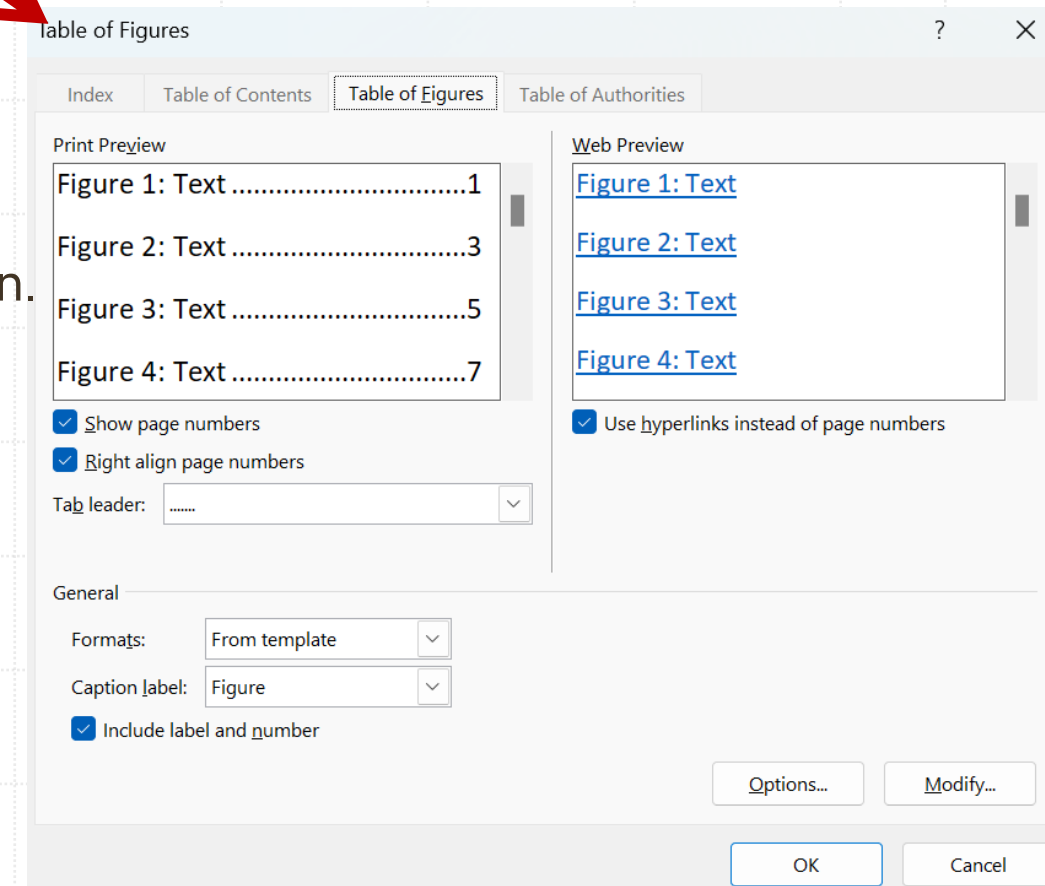 Table of Figures ?
Index Table of Contents Table of Figures Table of Authorities
Print Preview
Figure 1: Text ..............................1
Figure 2: Text ..............................3
Figure 3: Text ..............................5
Figure 4: Text ..............................7
Show page numbers
Right align page numbers
Tab leader: .......
Web Preview
Figure 1: Text
Figure 2: Text
Figure 3: Text
Figure 4: Text
Use hyperlinks instead of page numbers
n.
General
Formats: From template
Caption label: Figure
Include label and number
Options... Modify...
OK Cancel